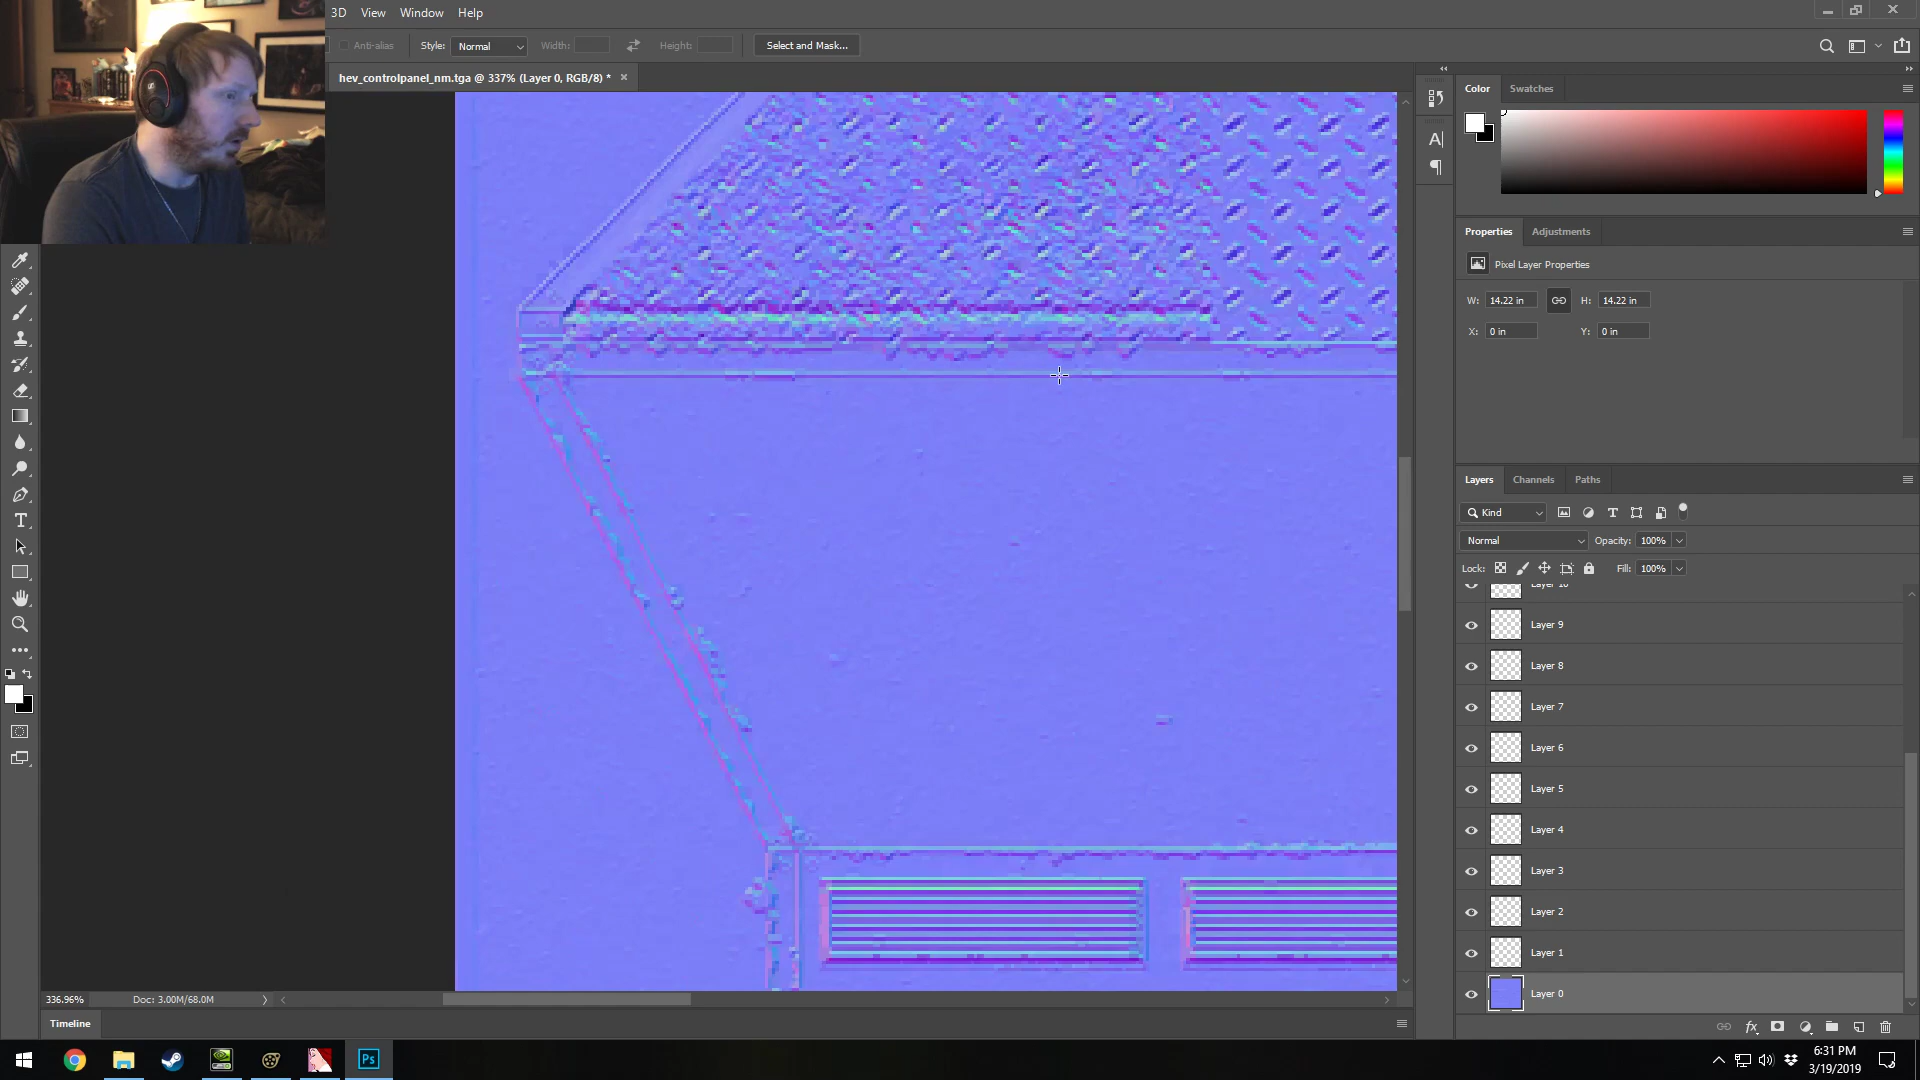 3D View Window Help
Anti-alias Style: Normal Width: Height: Select and Mask...
hev_controlpanel_nm.tga @ 337% (Layer 0, RGB/8) * ×
Color Swatches
Properties Adjustments
Pixel Layer Properties
W: 14.22 in H: 14.22 in
X: 0 in Y: 0 in
Layers Channels Paths
Kind
Normal Opacity: 100%
Lock: Fill: 100%
Layer 10
Layer 9
Layer 8
Layer 7
Layer 6
Layer 5
Layer 4
Layer 3
Layer 2
Layer 1
Layer 0
336.96% Doc: 3.00M/68.0M
Timeline
Ps
6:31 PM
3/19/2019